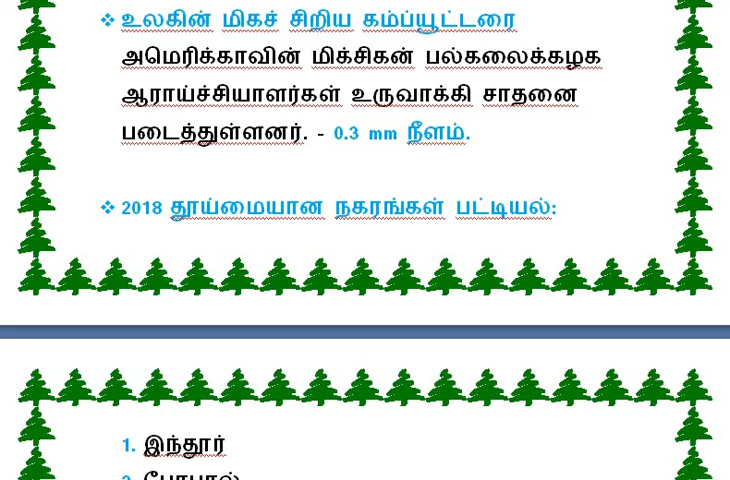 ❖ உலகின் மிகச் சிறிய கம்ப்யூட்டரை
அமெரிக்காவின் மிக்சிகன் பல்கலைக்கழக
ஆராய்ச்சியாளர்கள் உருவாக்கி சாதனை
படைத்துள்ளனர். - 0.3 mm நீளம்.
❖ 2018 தூய்மையான நகரங்கள் பட்டியல்:
1. இந்தூர்
2. போபால்